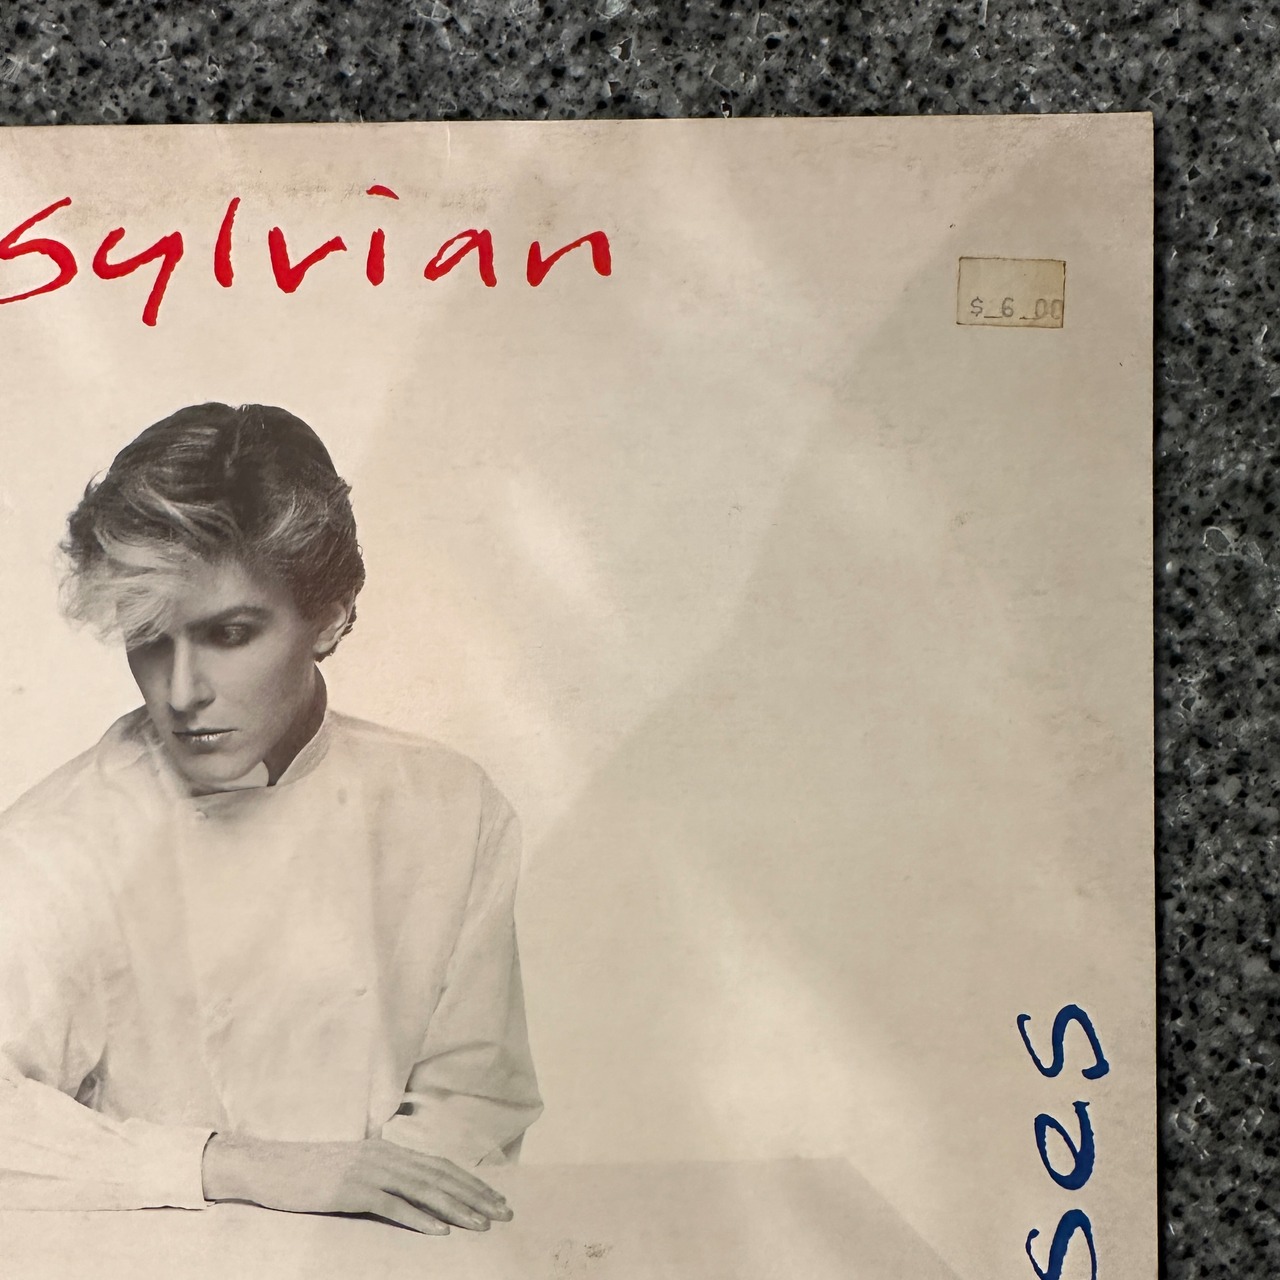 Sylvian
$ 6.00
ses